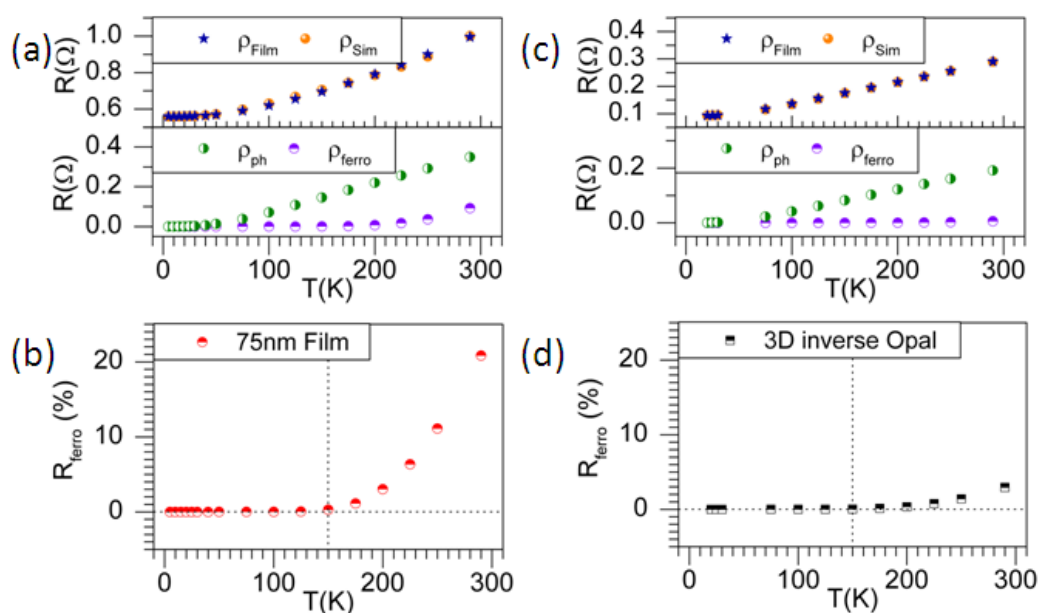 (a)
ρFilm ρSim
R(Ω)
1.0
0.8
0.6
ρph ρferro
R(Ω)
0.4
0.2
0.0
0 100 200 300
T(K)
(c)
ρFilm ρSim
R(Ω)
0.4
0.3
0.2
0.1
ρph ρferro
R(Ω)
0.2
0.0
0 100 200 300
T(K)
(b)
75nm Film
Rferro (%)
20
10
0
0 100 200 300
T(K)
(d)
3D inverse Opal
Rferro (%)
20
10
0
0 100 200 300
T(K)